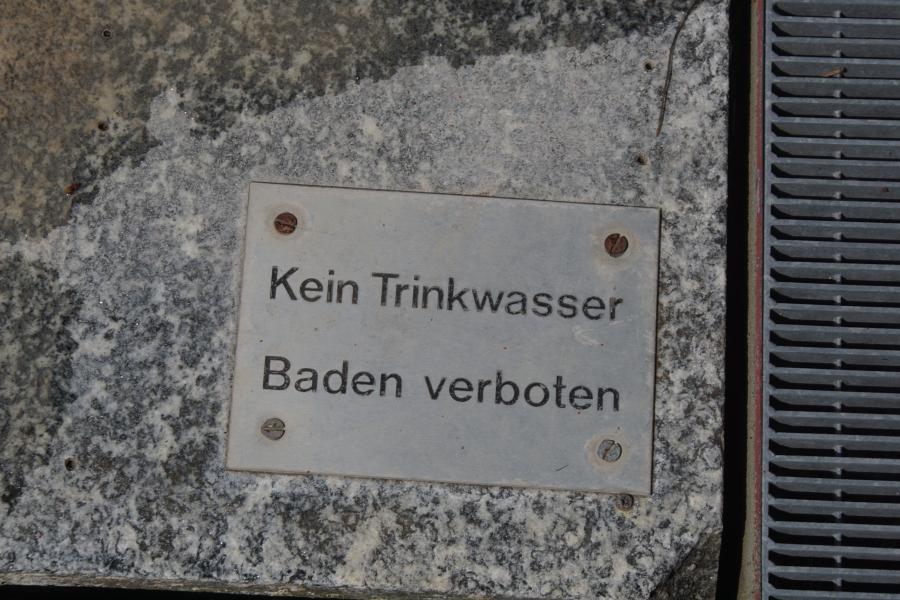 Kein Trinkwasser
Baden verboten